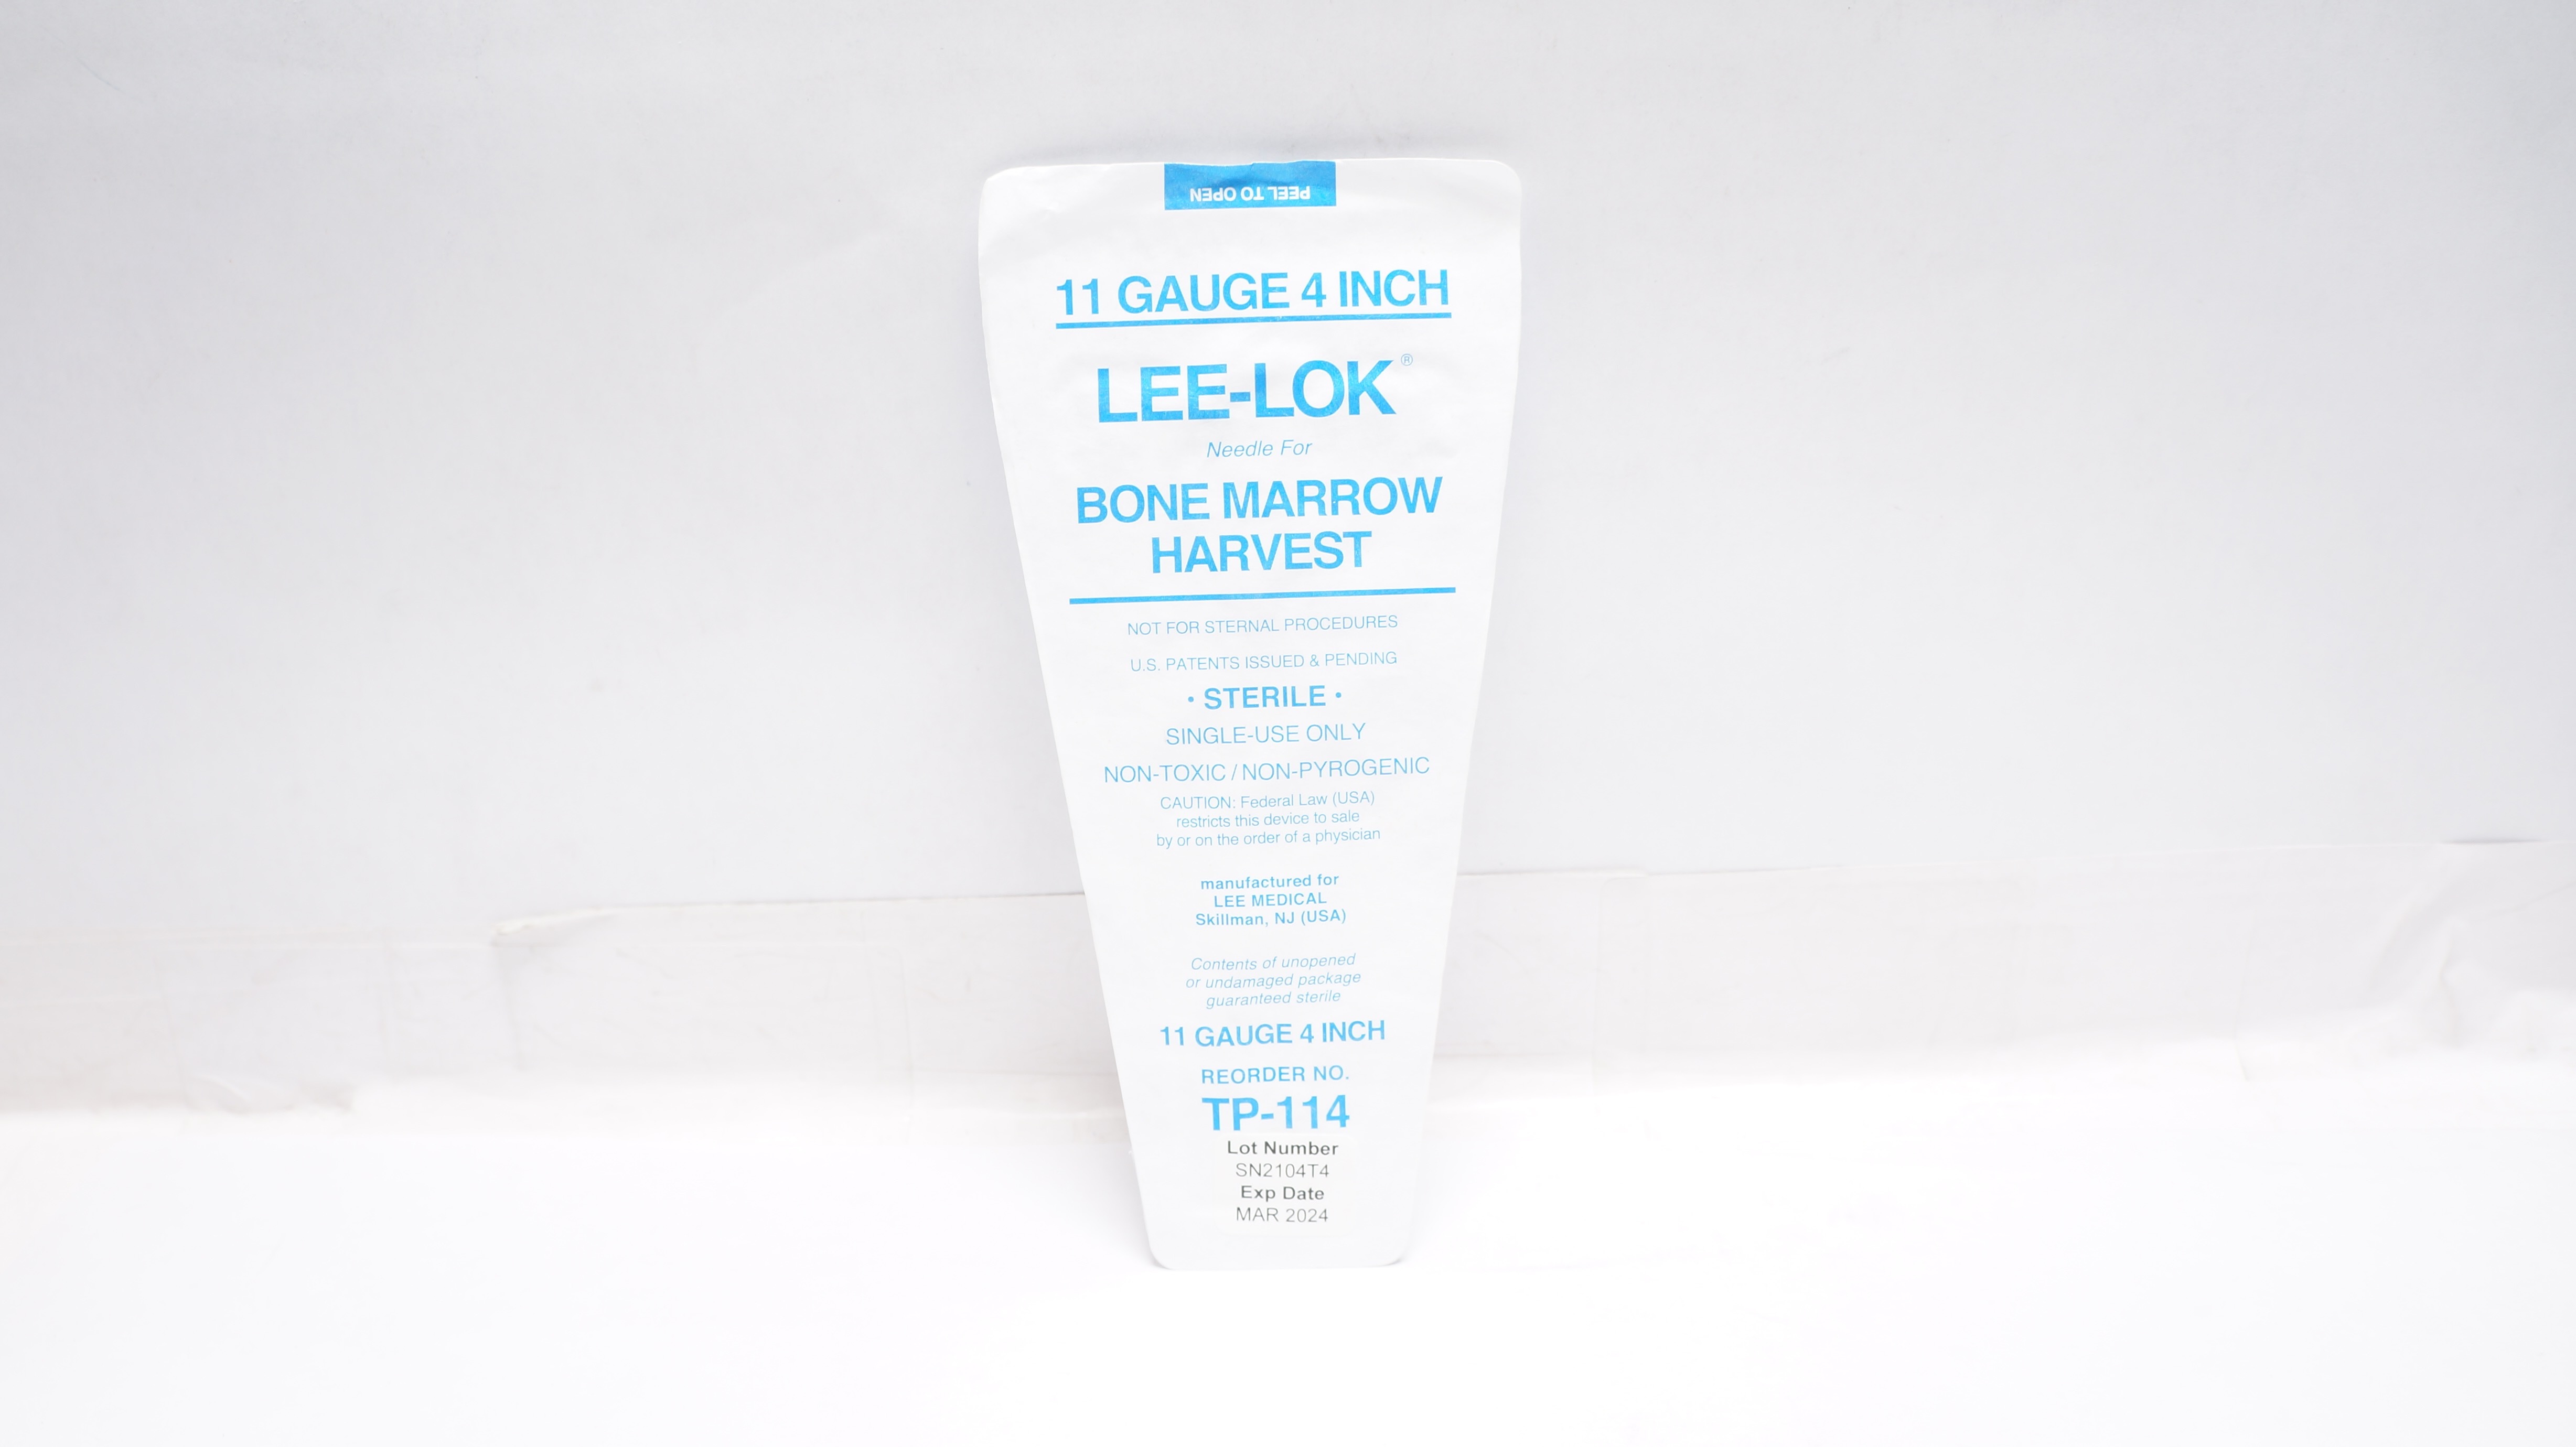 PEEL TO OPEN
11 GAUGE 4 INCH
LEE-LOK®
Needle For
BONE MARROW
HARVEST
NOT FOR STERNAL PROCEDURES
U.S. PATENTS ISSUED & PENDING
• STERILE •
SINGLE-USE ONLY
NON-TOXIC / NON-PYROGENIC
CAUTION: Federal Law (USA)
restricts this device to sale
by or on the order of a physician
manufactured for
LEE MEDICAL
Skillman, NJ (USA)
Contents of unopened
or undamaged package
guaranteed sterile
11 GAUGE 4 INCH
REORDER NO.
TP-114
Lot Number
SN2104T4
Exp Date
MAR 2024